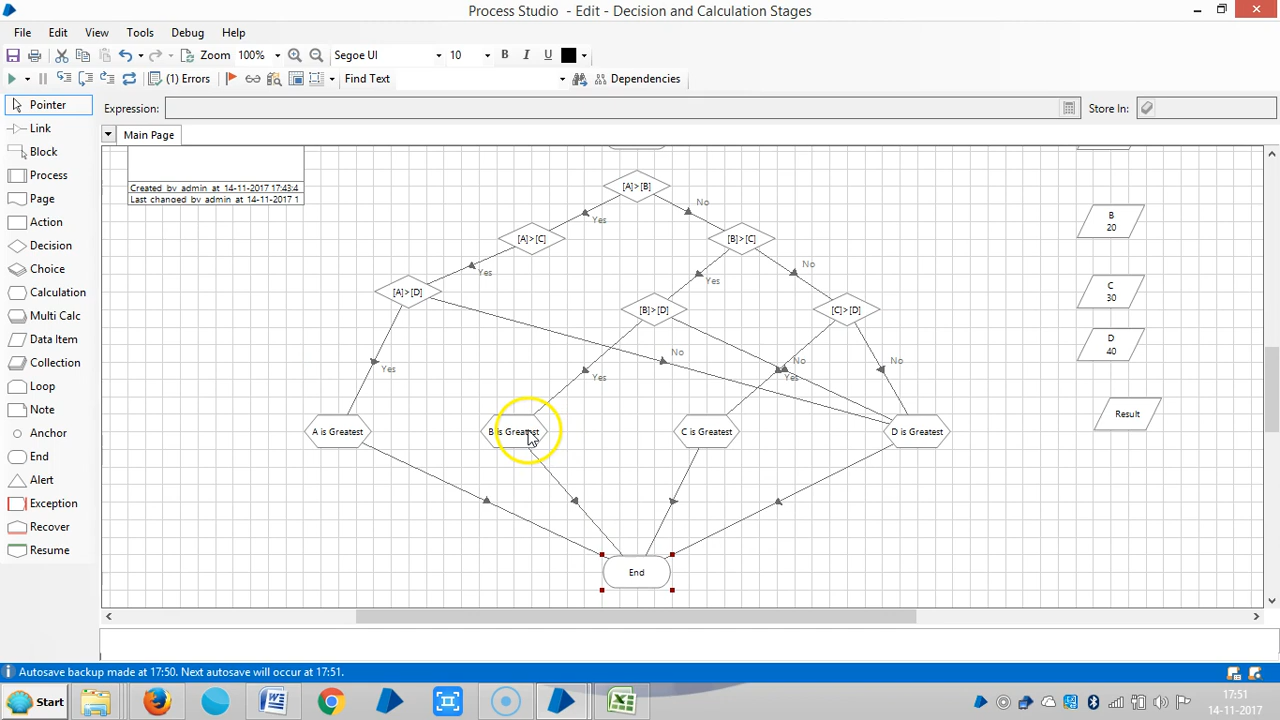 Process Studio - Edit - Decision and Calculation Stages
File Edit View Tools Debug Help
Zoom 100% Segoe UI 10 B I U
(1) Errors Find Text Dependencies
Pointer
Link
Block
Process
Page
Action
Decision
Choice
Calculation
Multi Calc
Data Item
Collection
Loop
Note
Anchor
End
Alert
Exception
Recover
Resume
Expression: Store In:
Main Page
Created by admin at 14-11-2017 17:43:4
Last changed by admin at 14-11-2017 1
[A]>[B]
Yes
No
[A]>[C]
[B]>[C]
Yes
Yes
No
[A]>[D]
[B]>[D]
[C]>[D]
Yes
No
Yes
No
Yes
No
A is Greatest
B is Greatest
C is Greatest
D is Greatest
End
B
20
C
30
D
40
Result
Autosave backup made at 17:50. Next autosave will occur at 17:51.
Start
17:51
14-11-2017